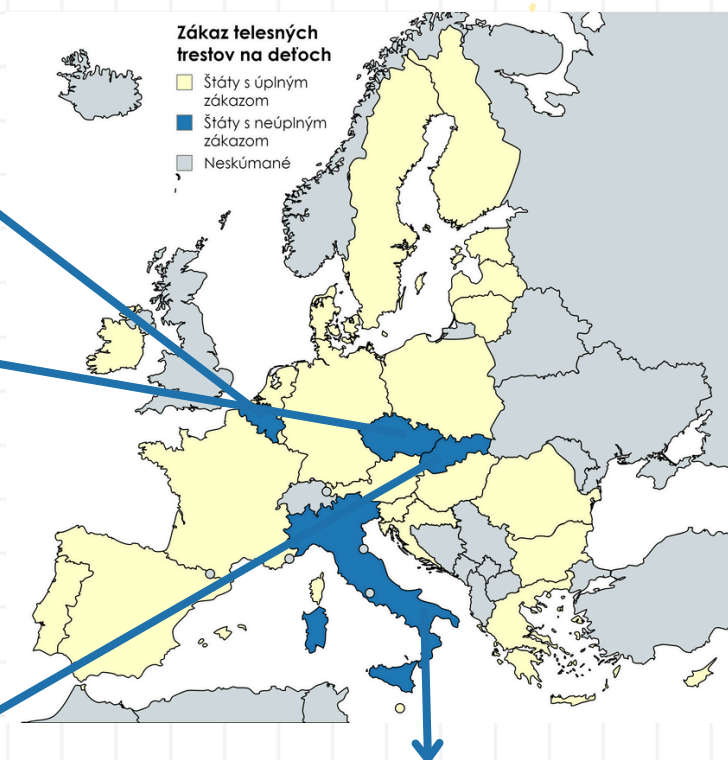 Zákaz telesných
trestov na deťoch
Štáty s úplným
zákazom
Štáty s neúplným
zákazom
Neskúmané